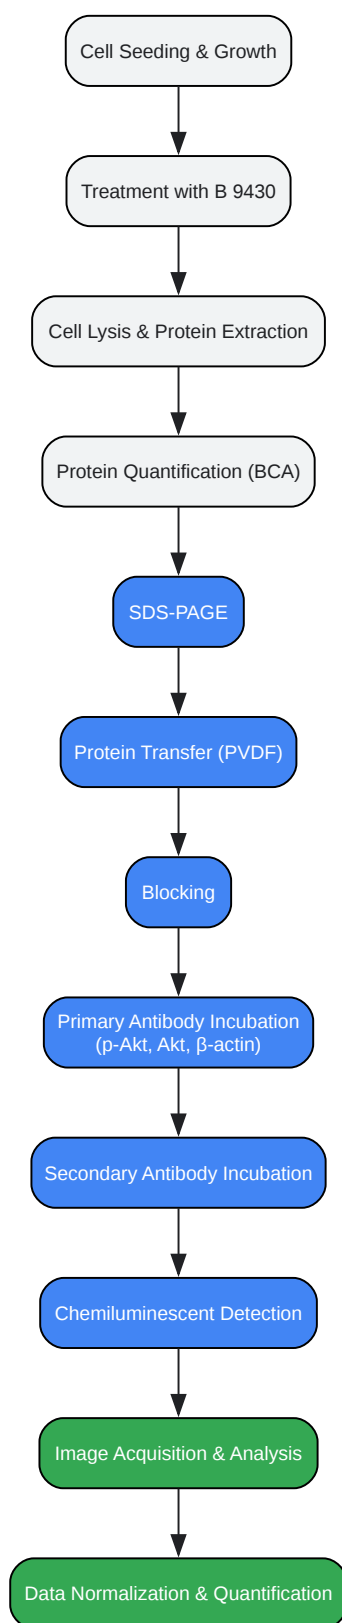 Cell Seeding & Growth
Treatment with B 9430
Cell Lysis & Protein Extraction
Protein Quantification (BCA)
SDS-PAGE
Protein Transfer (PVDF)
Blocking
Primary Antibody Incubation
(p-Akt, Akt, β-actin)
Secondary Antibody Incubation
Chemiluminescent Detection
Image Acquisition & Analysis
Data Normalization & Quantification